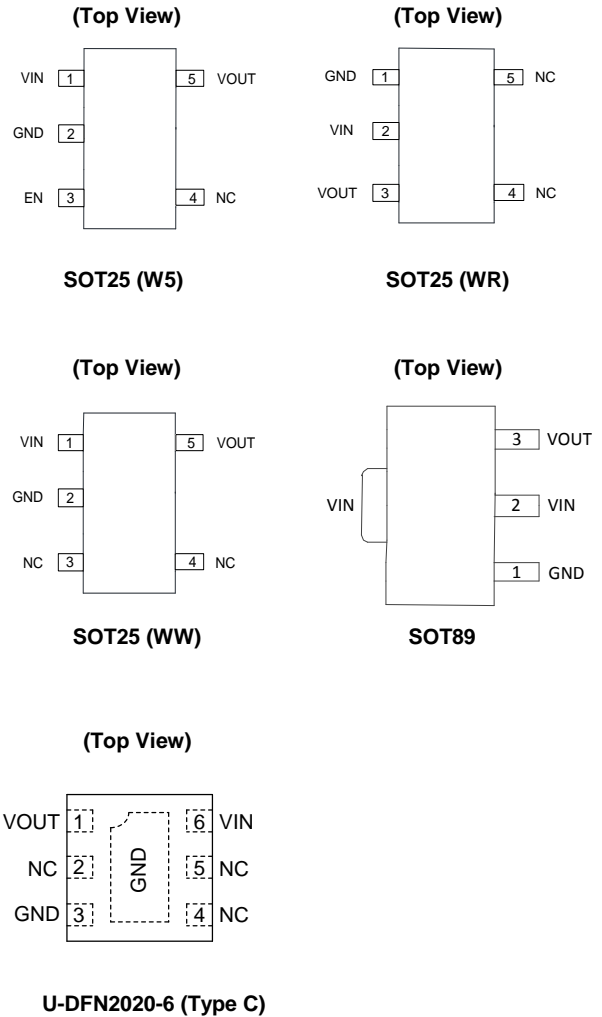 (Top View)
VIN 1 5 VOUT
GND 2
EN 3 4 NC
SOT25 (W5)
(Top View)
GND 1 5 NC
VIN 2
VOUT 3 4 NC
SOT25 (WR)
(Top View)
VIN 1 5 VOUT
GND 2
NC 3 4 NC
SOT25 (WW)
(Top View)
3 VOUT
VIN 2 VIN
1 GND
SOT89
(Top View)
VOUT 1 6 VIN
NC 2 GND 5 NC
GND 3 4 NC
U-DFN2020-6 (Type C)